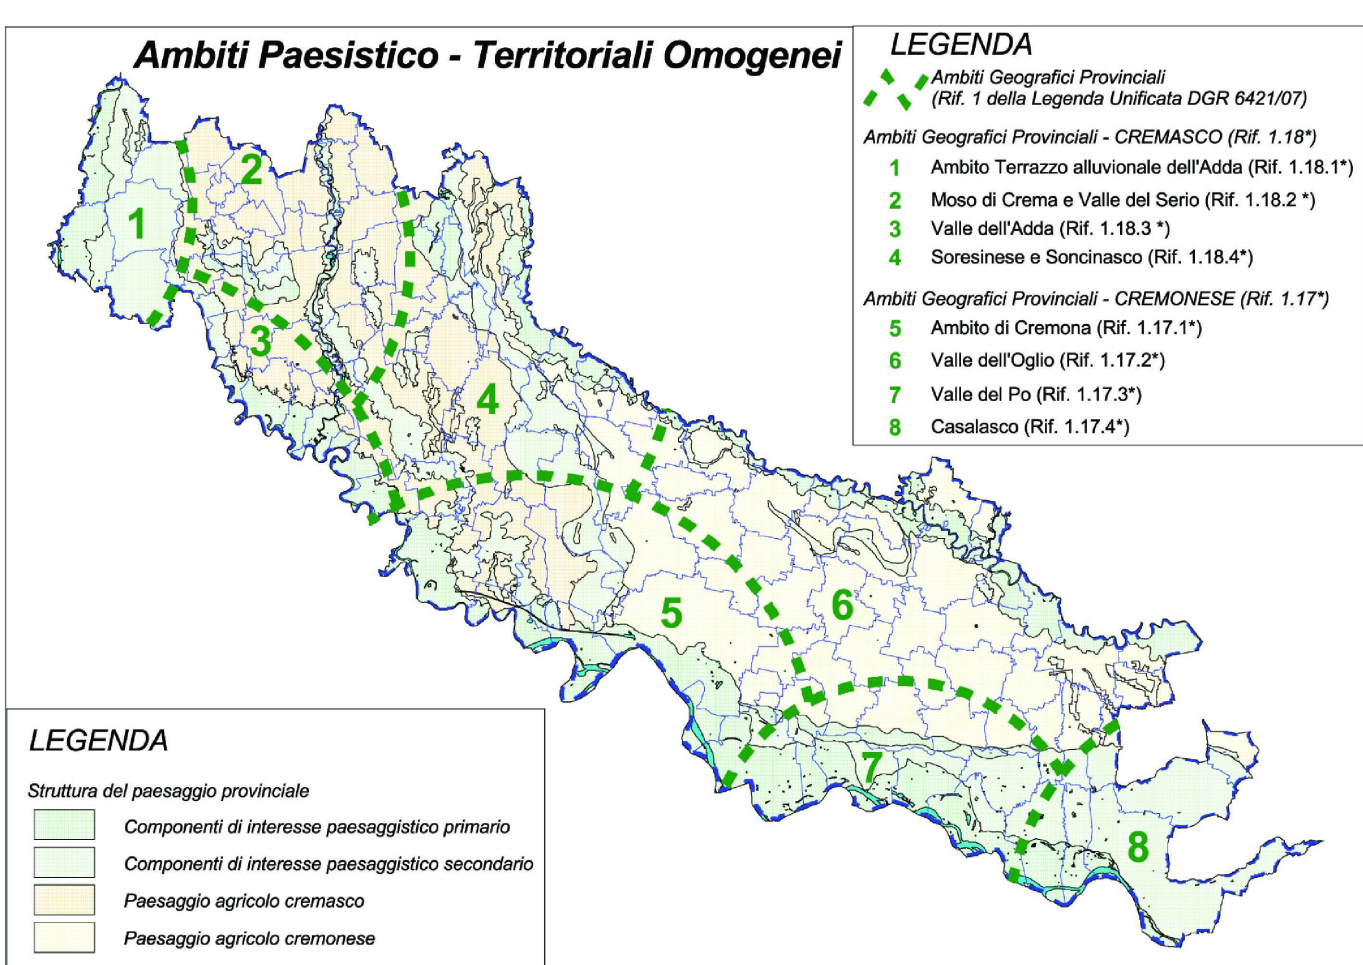 Ambiti Paesistico - Territoriali Omogenei
LEGENDA
Ambiti Geografici Provinciali
(Rif. 1 della Legenda Unificata DGR 6421/07)
Ambiti Geografici Provinciali - CREMASCO (Rif. 1.18*)
1 Ambito Terrazzo alluvionale dell'Adda (Rif. 1.18.1*)
2 Moso di Crema e Valle del Serio (Rif. 1.18.2 *)
3 Valle dell'Adda (Rif. 1.18.3 *)
4 Soresinese e Soncinasco (Rif. 1.18.4*)
Ambiti Geografici Provinciali - CREMONESE (Rif. 1.17*)
5 Ambito di Cremona (Rif. 1.17.1*)
6 Valle dell'Oglio (Rif. 1.17.2*)
7 Valle del Po (Rif. 1.17.3*)
8 Casalasco (Rif. 1.17.4*)
2
1
3
4
6
5
7
8
LEGENDA
Struttura del paesaggio provinciale
Componenti di interesse paesaggistico primario
Componenti di interesse paesaggistico secondario
Paesaggio agricolo cremasco
Paesaggio agricolo cremonese